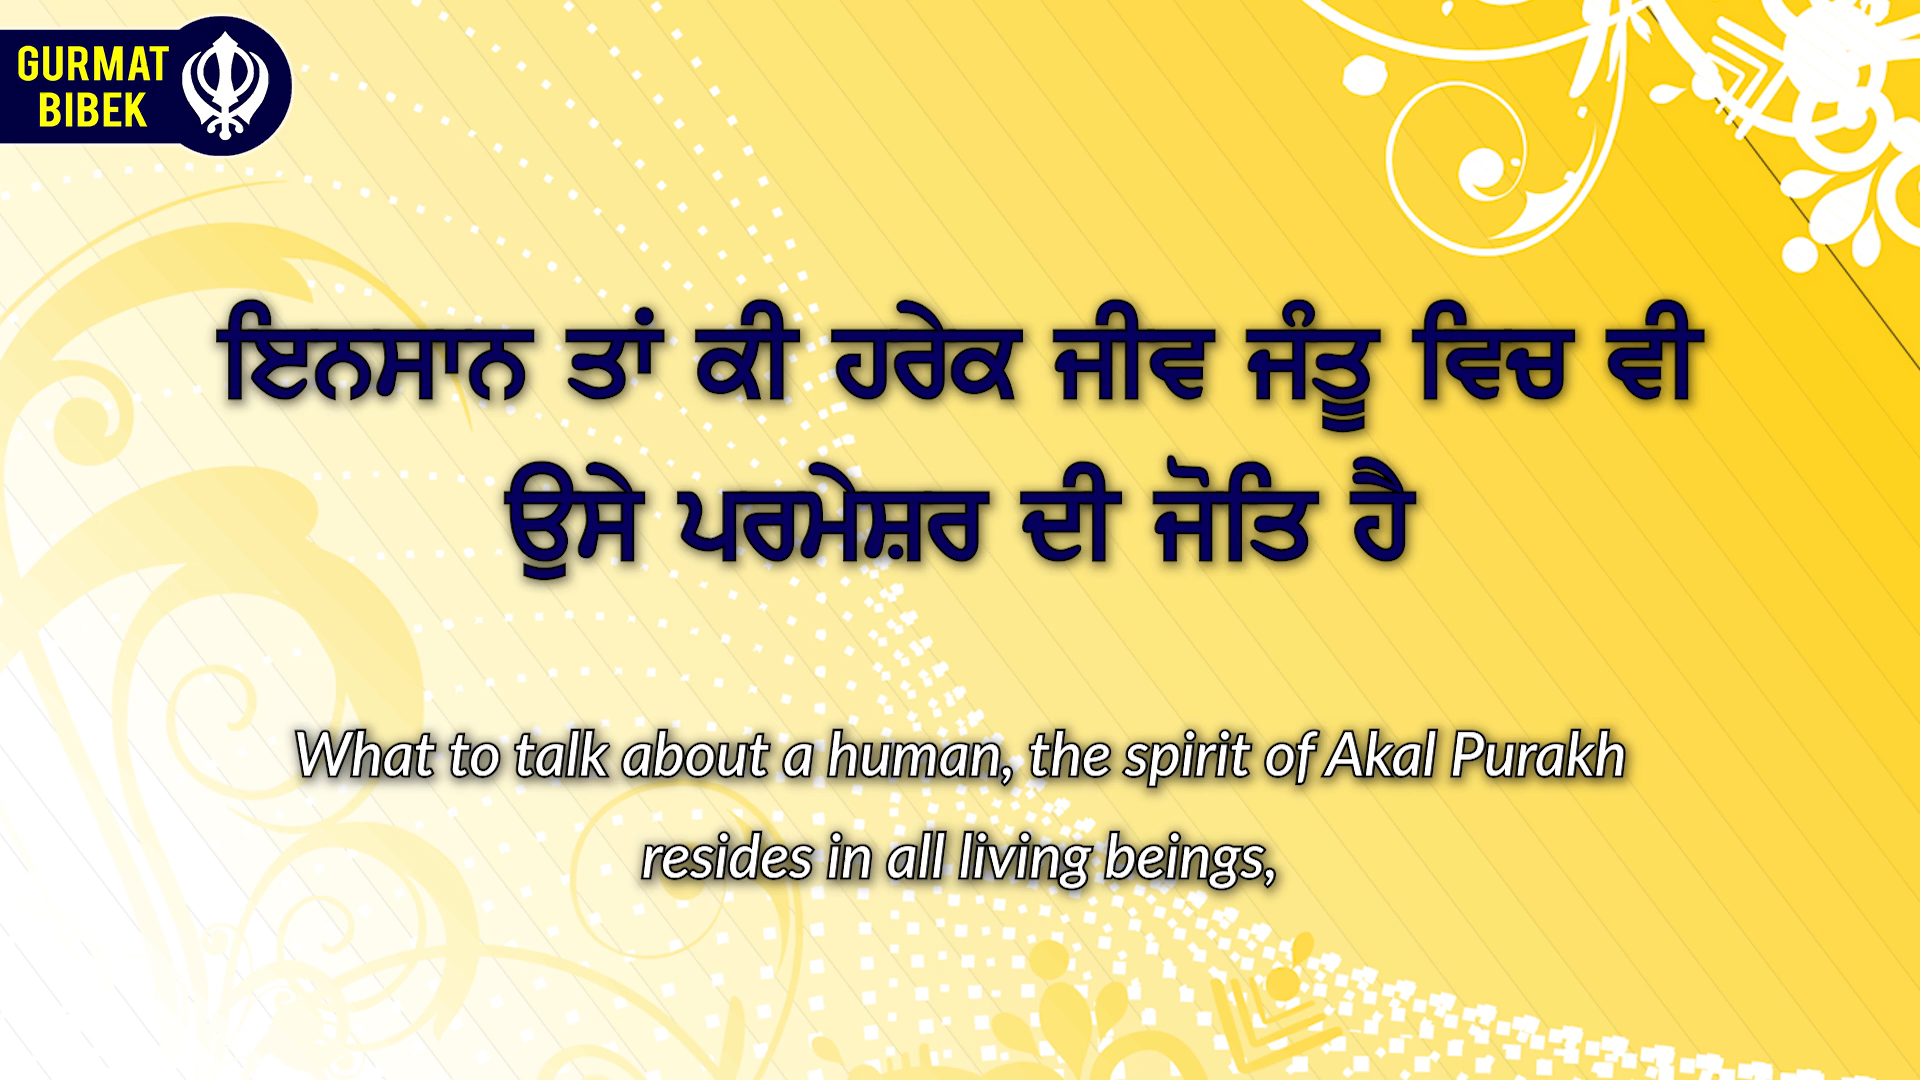 GURMAT
BIBEK
ਇਨਸਾਨ ਤਾਂ ਕੀ ਹਰੇਕ ਜੀਵ ਜੰਤੂ ਵਿਚ ਵੀ
ਉਸੇ ਪਰਮੇਸ਼ਰ ਦੀ ਜੋਤਿ ਹੈ
What to talk about a human, the spirit of Akal Purakh
resides in all living beings,